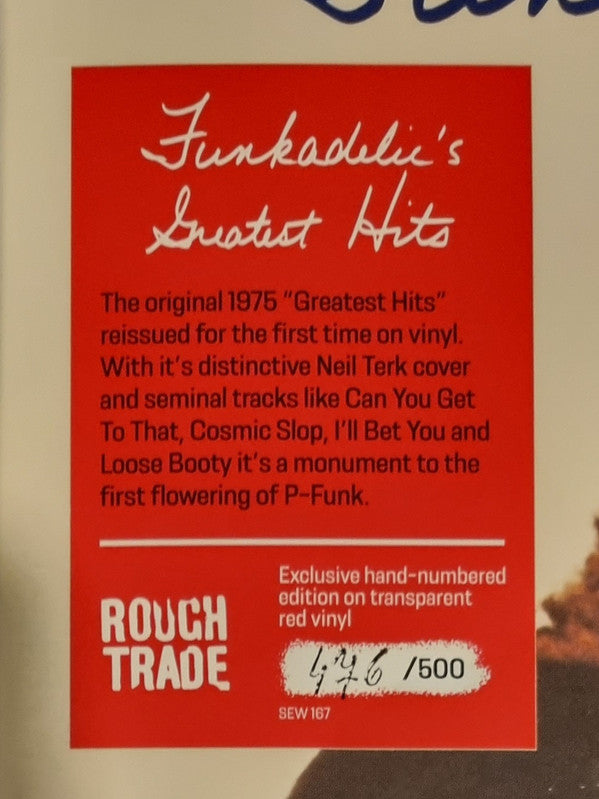 Funkadelic's
Greatest Hits
The original 1975 "Greatest Hits"
reissued for the first time on vinyl.
With it's distinctive Neil Terk cover
and seminal tracks like Can You Get
To That, Cosmic Slop, I'll Bet You and
Loose Booty it's a monument to the
first flowering of P-Funk.
ROUGH
TRADE
Exclusive hand-numbered
edition on transparent
red vinyl
476 /500
SEW 167